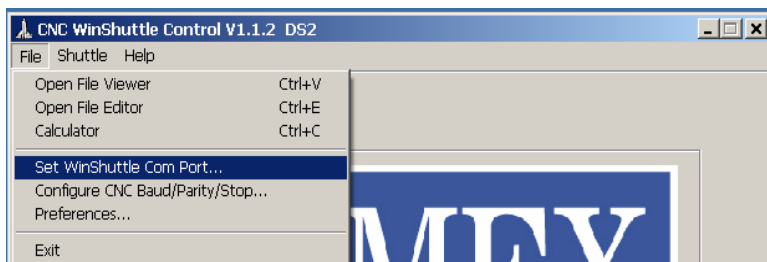 CNC WinShuttle Control V1.1.2 DS2
File Shuttle Help
Open File Viewer Ctrl+V
Open File Editor Ctrl+E
Calculator Ctrl+C
Set WinShuttle Com Port...
Configure CNC Baud/Parity/Stop...
Preferences...
Exit